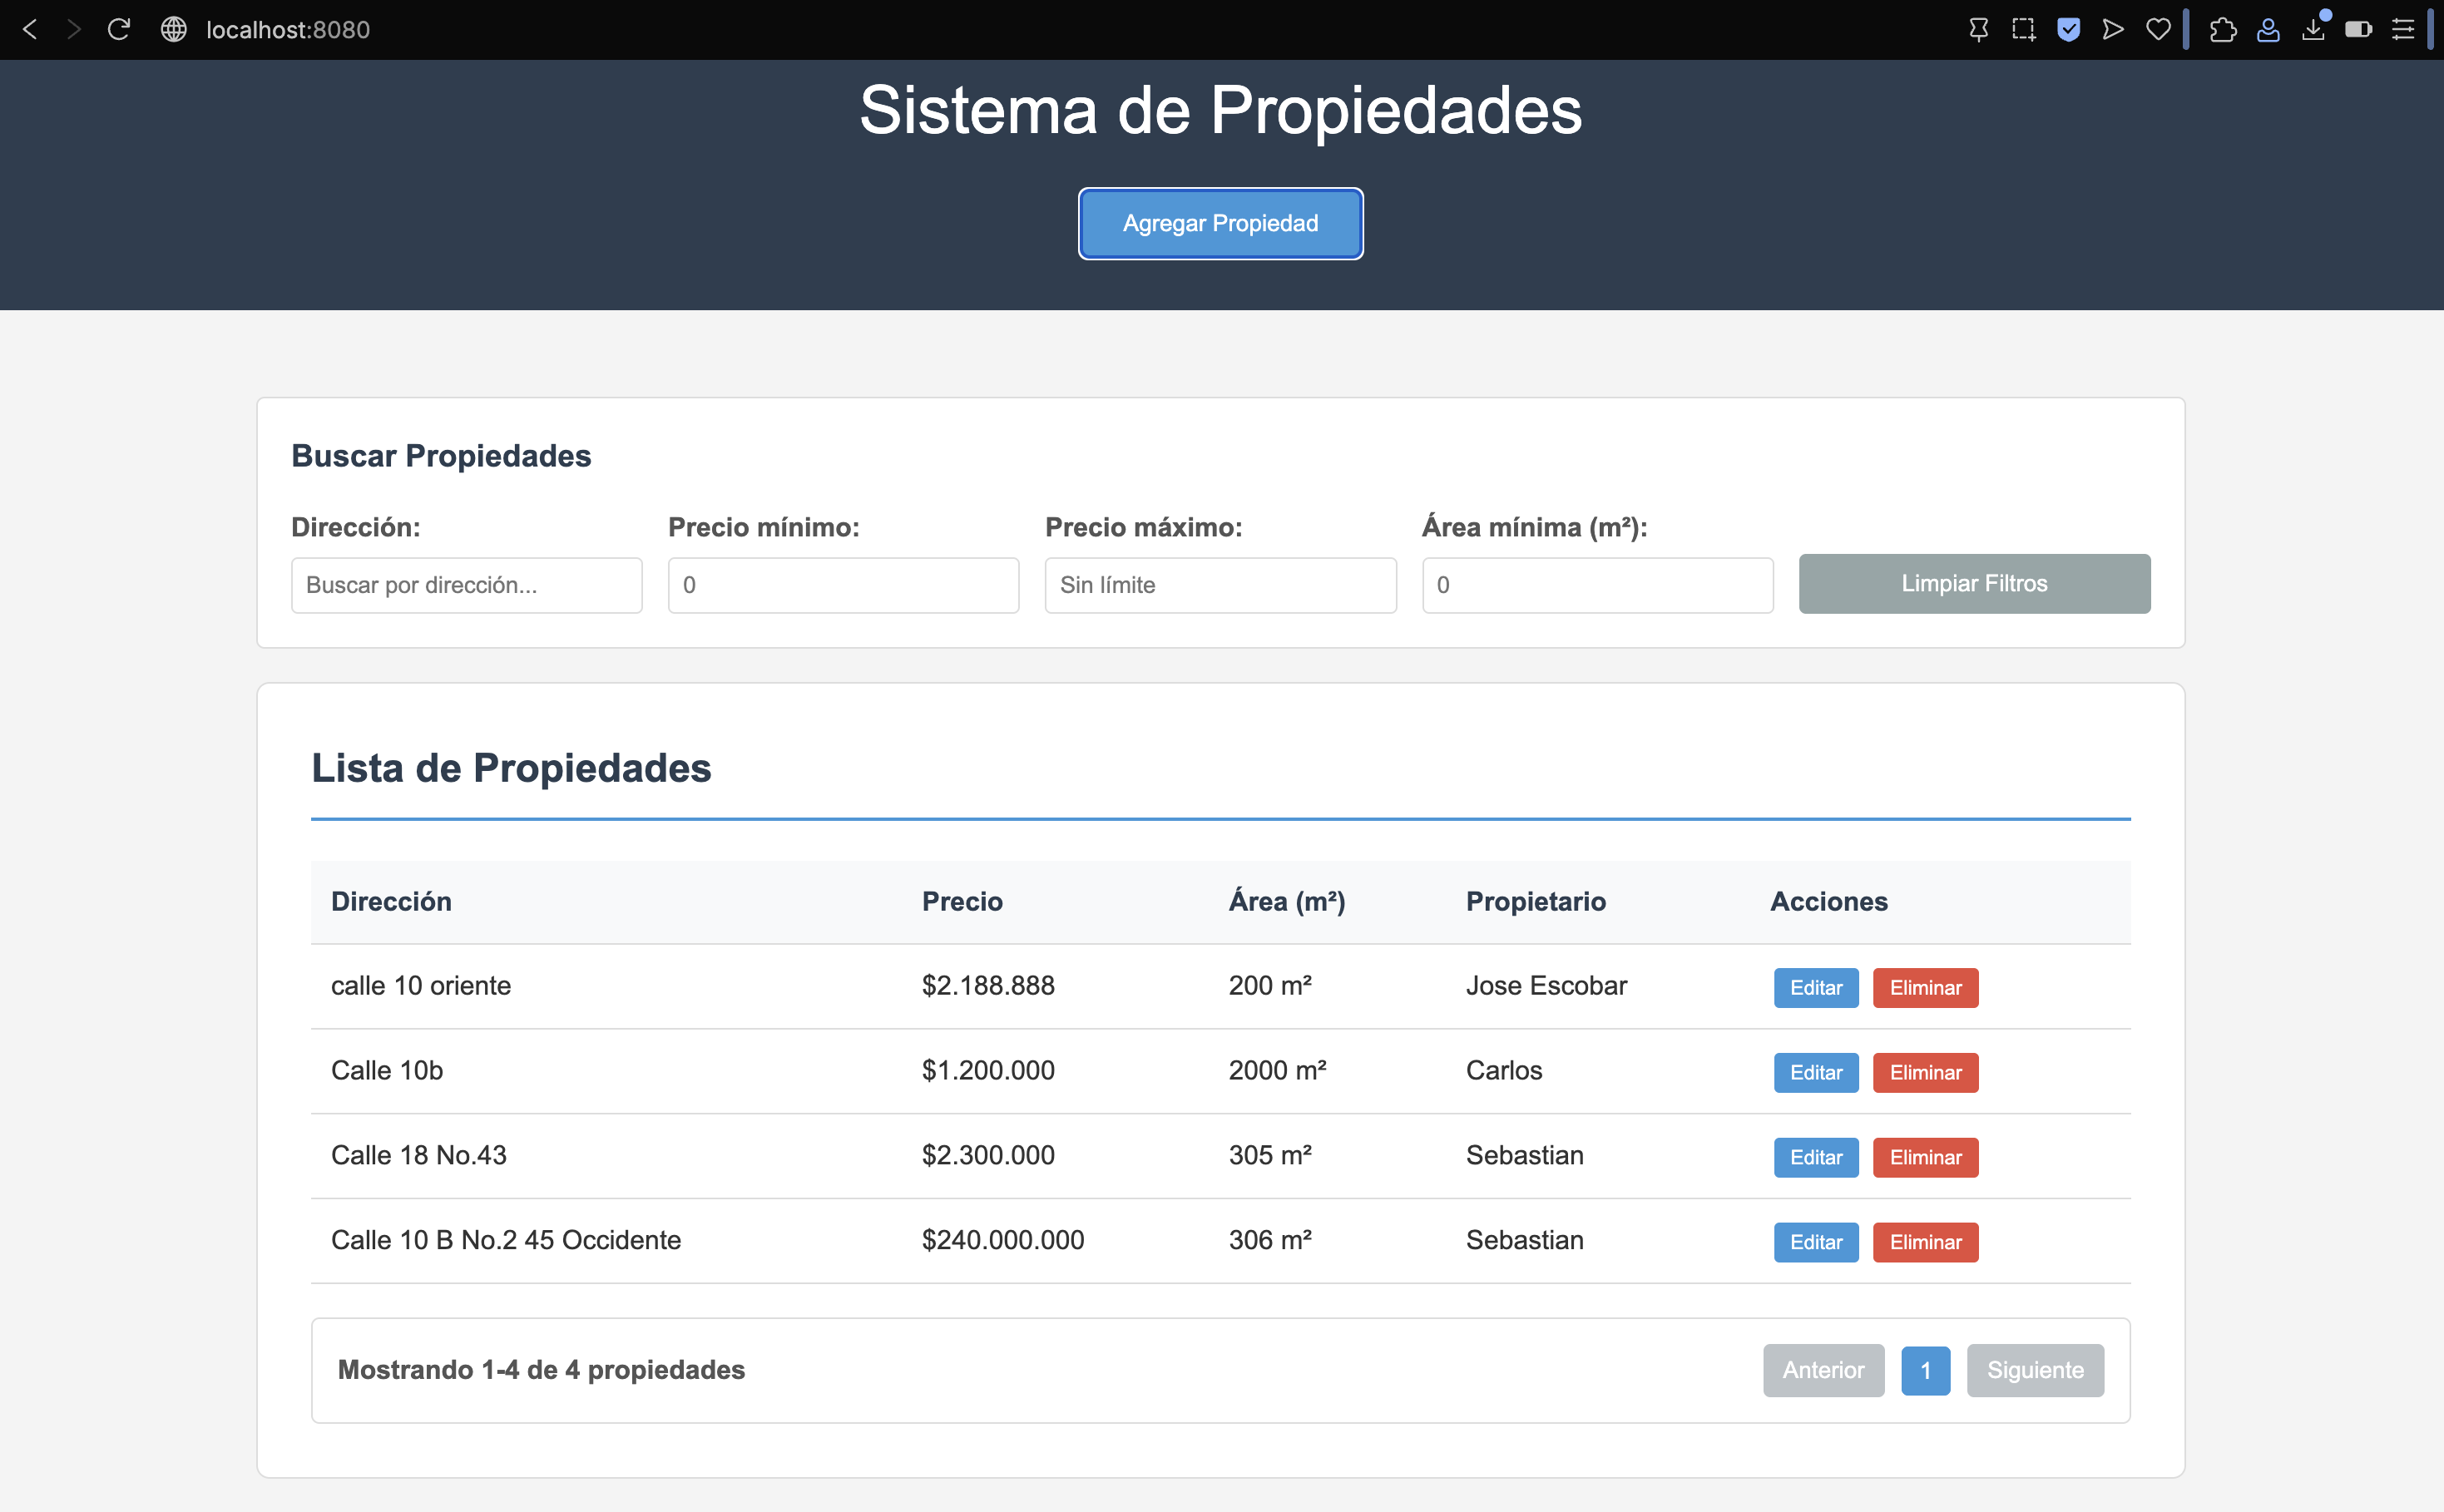 localhost:8080
Sistema de Propiedades
Agregar Propiedad
Buscar Propiedades
Dirección: Precio mínimo: Precio máximo: Área mínima (m²):
Buscar por dirección... 0 Sin límite 0 Limpiar Filtros
Lista de Propiedades
Dirección Precio Área (m²) Propietario Acciones
calle 10 oriente $2.188.888 200 m² Jose Escobar Editar Eliminar
Calle 10b $1.200.000 2000 m² Carlos Editar Eliminar
Calle 18 No.43 $2.300.000 305 m² Sebastian Editar Eliminar
Calle 10 B No.2 45 Occidente $240.000.000 306 m² Sebastian Editar Eliminar
Mostrando 1-4 de 4 propiedades Anterior 1 Siguiente